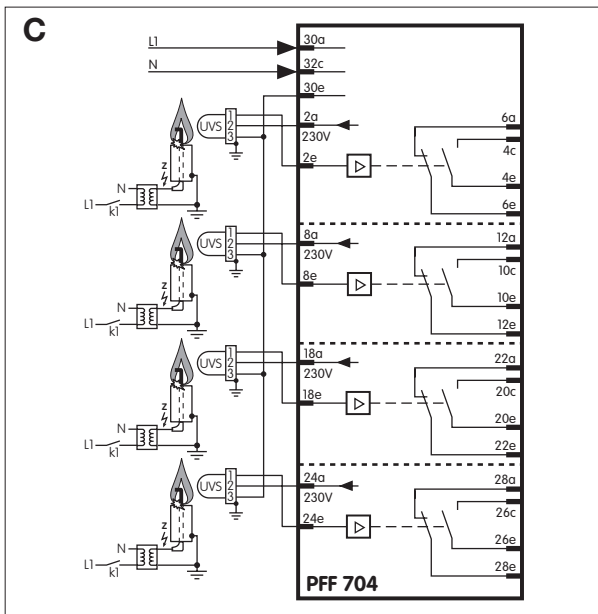 C
L1
N
30a
32c
30e
2a
230V
2e
6a
4c
4e
6e
UVS
1
2
3
z
N
L1
k1
8a
230V
8e
12a
10c
10e
12e
UVS
1
2
3
z
N
L1
k1
18a
230V
18e
22a
20c
20e
22e
UVS
1
2
3
z
N
L1
k1
24a
230V
24e
28a
26c
26e
28e
UVS
1
2
3
z
N
L1
k1
PFF 704